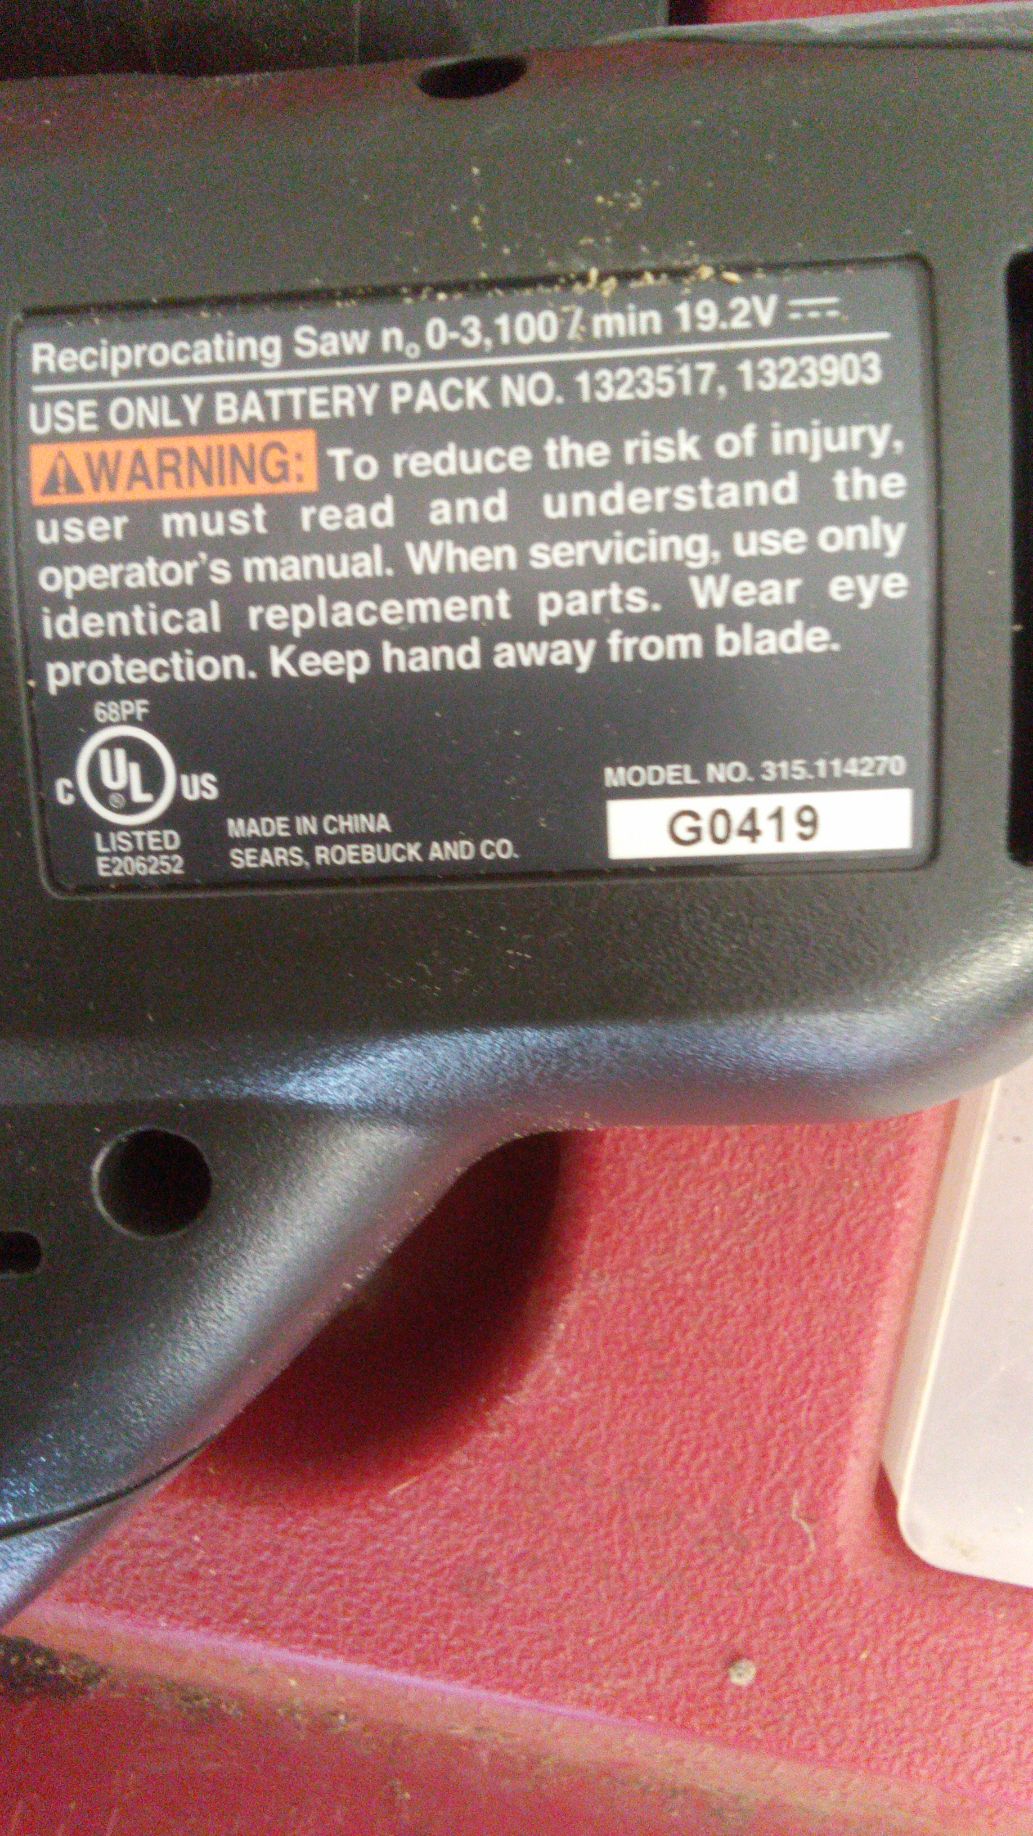 Reciprocating Saw n₀ 0-3,100 / min 19.2V ⎓
USE ONLY BATTERY PACK NO. 1323517, 1323903
⚠WARNING: To reduce the risk of injury,
user must read and understand the
operator's manual. When servicing, use only
identical replacement parts. Wear eye
protection. Keep hand away from blade.
68PF
C UL ® US
LISTED
E206252
MADE IN CHINA
SEARS, ROEBUCK AND CO.
MODEL NO. 315.114270
G0419